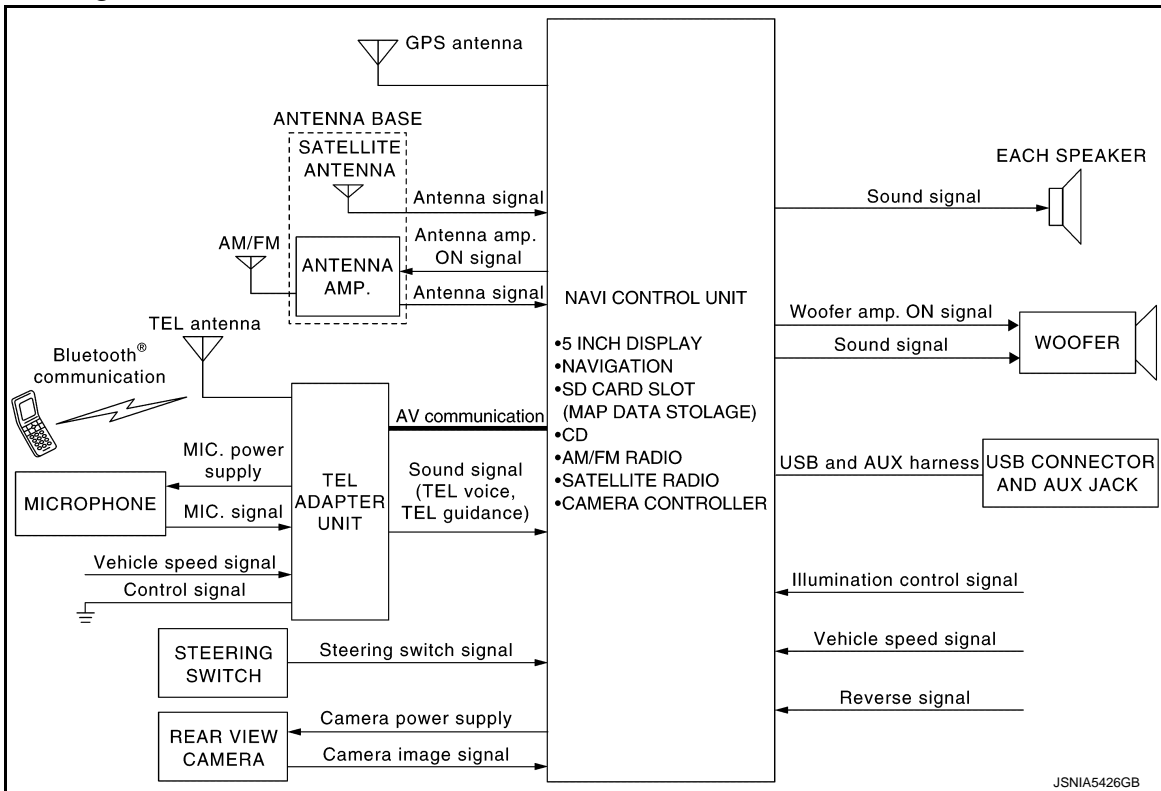 GPS antenna
ANTENNA BASE
SATELLITE
ANTENNA
Antenna signal
AM/FM
ANTENNA
AMP.
Antenna amp.
ON signal
Antenna signal
TEL antenna
Bluetooth®
communication
AV communication
MIC. power
supply
MICROPHONE
MIC. signal
TEL
ADAPTER
UNIT
Sound signal
(TEL voice,
TEL guidance)
Vehicle speed signal
Control signal
STEERING
SWITCH
Steering switch signal
REAR VIEW
CAMERA
Camera power supply
Camera image signal
NAVI CONTROL UNIT
•5 INCH DISPLAY
•NAVIGATION
•SD CARD SLOT
(MAP DATA STOLAGE)
•CD
•AM/FM RADIO
•SATELLITE RADIO
•CAMERA CONTROLLER
EACH SPEAKER
Sound signal
Woofer amp. ON signal
Sound signal
WOOFER
USB and AUX harness
USB CONNECTOR
AND AUX JACK
Illumination control signal
Vehicle speed signal
Reverse signal
JSNIA5426GB